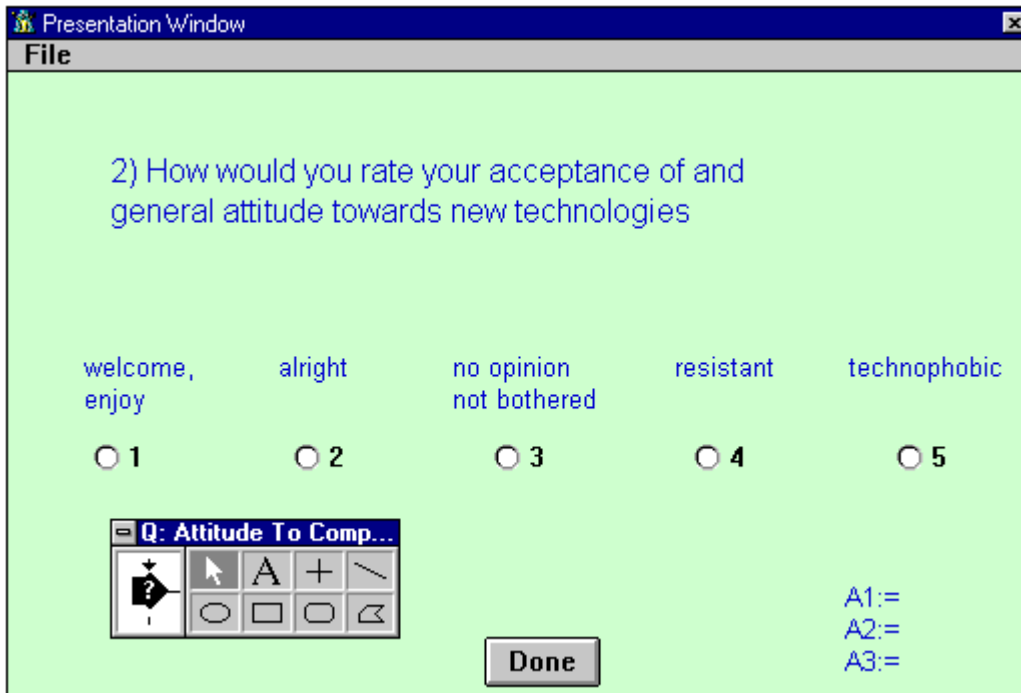 Presentation Window
File
2) How would you rate your acceptance of and
general attitude towards new technologies
welcome, alright no opinion resistant technophobic
enjoy not bothered
1 2 3 4 5
Q: Attitude To Comp...
?
A
A1:=
A2:=
A3:=
Done